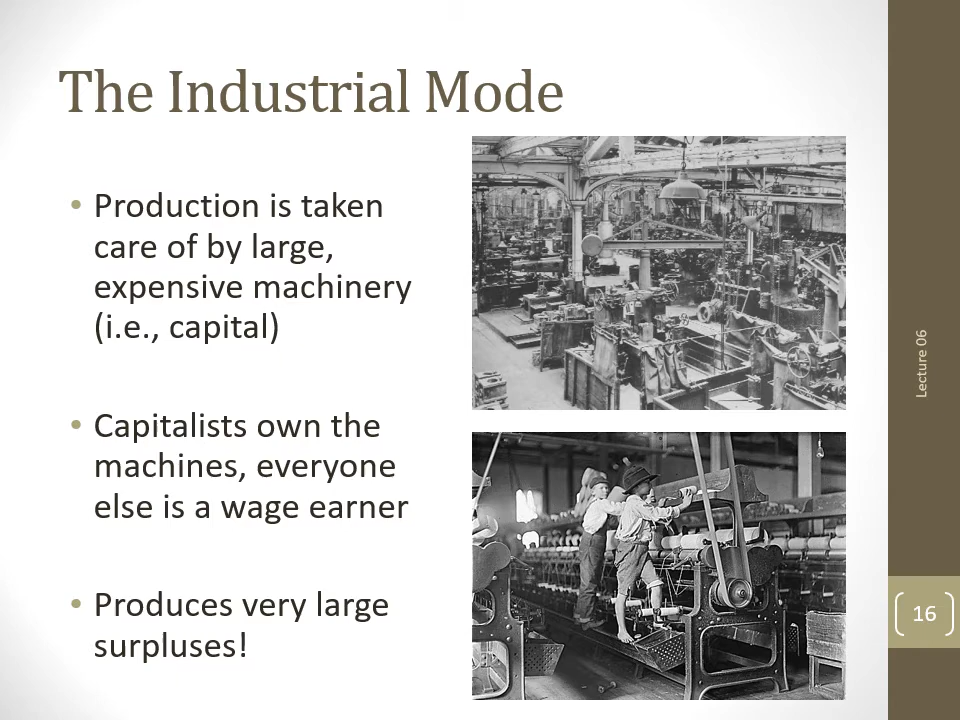 The Industrial Mode
• Production is taken
care of by large,
expensive machinery
(i.e., capital)
• Capitalists own the
machines, everyone
else is a wage earner
• Produces very large
surpluses!
Lecture 06
16